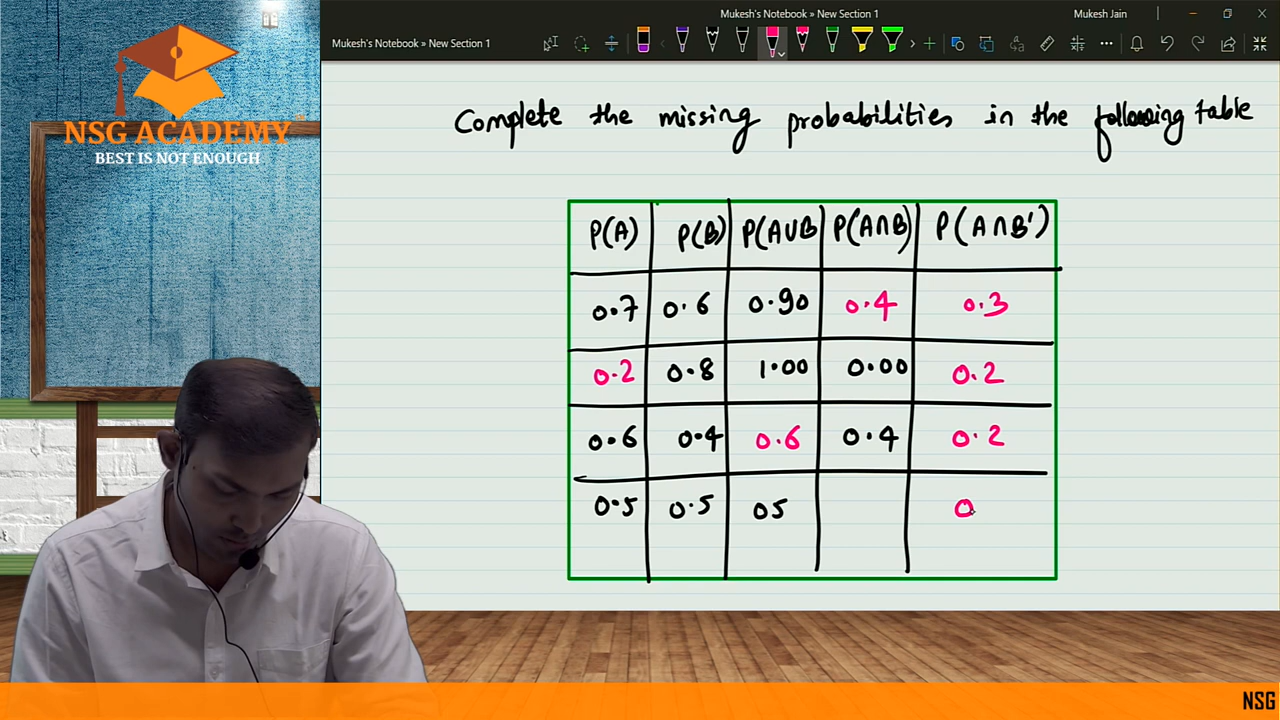 Mukesh's Notebook » New Section 1
Mukesh Jain
Mukesh's Notebook » New Section 1
NSG ACADEMY
BEST IS NOT ENOUGH
Complete the missing probabilities in the following table
P(A) P(B) P(A∪B P(A∩B) P(A∩B')
0.7 0.6 0.90 0.4 0.3
0.2 0.8 1.00 0.00 0.2
0.6 0.4 0.6 0.4 0.2
0.5 0.5 05 0.
NSG